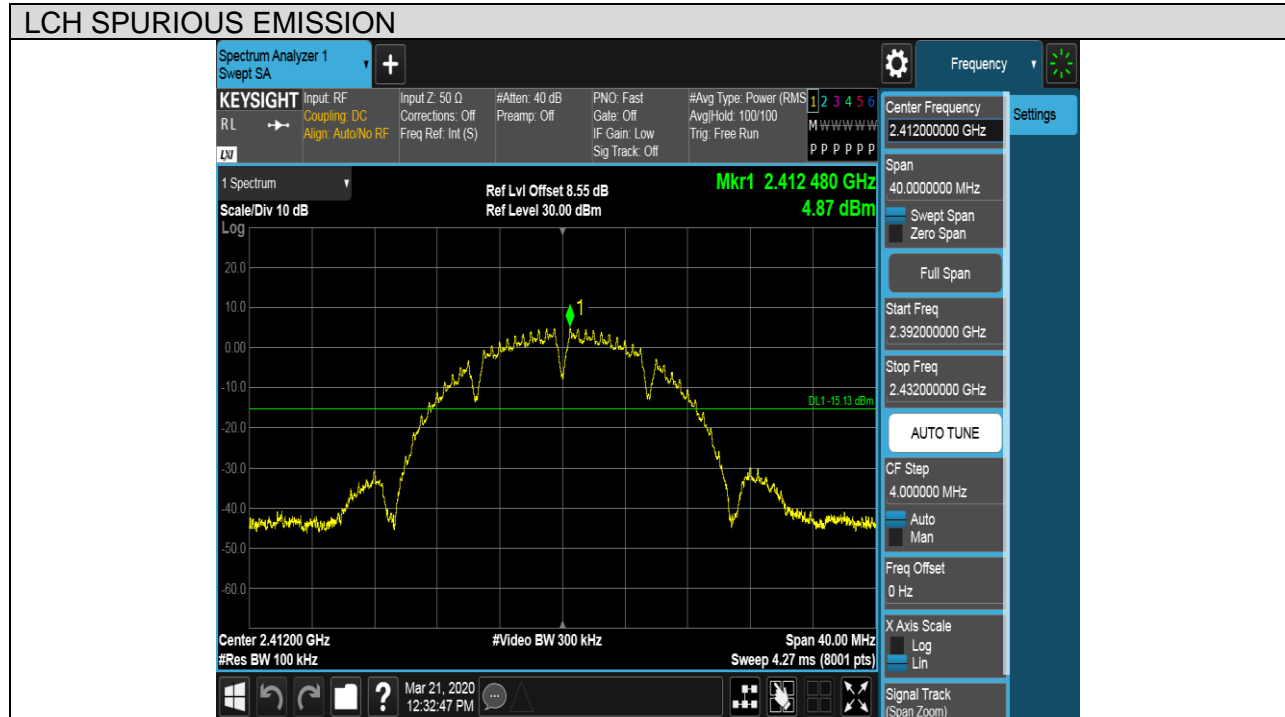 LCH SPURIOUS EMISSION
Spectrum Analyzer 1
Swept SA
Frequency
KEYSIGHT
RL
LXI
Input: RF
Coupling: DC
Align: Auto/No RF
Input Z: 50 Ω
Corrections: Off
Freq Ref: Int (S)
#Atten: 40 dB
Preamp: Off
PNO: Fast
Gate: Off
IF Gain: Low
Sig Track: Off
#Avg Type: Power (RMS
Avg|Hold: 100/100
Trig: Free Run
1 2 3 4 5 6
M W W W W W
P P P P P P
1 Spectrum
Scale/Div 10 dB
Ref Lvl Offset 8.55 dB
Ref Level 30.00 dBm
Mkr1 2.412 480 GHz
4.87 dBm
Log
20.0
10.0
0.00
-10.0
-20.0
-30.0
-40.0
-50.0
-60.0
1
DL1 -15.13 dBm
Center 2.41200 GHz
#Video BW 300 kHz
Span 40.00 MHz
#Res BW 100 kHz
Sweep 4.27 ms (8001 pts)
Mar 21, 2020
12:32:47 PM
Center Frequency
2.412000000 GHz
Settings
Span
40.0000000 MHz
Swept Span
Zero Span
Full Span
Start Freq
2.392000000 GHz
Stop Freq
2.432000000 GHz
AUTO TUNE
CF Step
4.000000 MHz
Auto
Man
Freq Offset
0 Hz
X Axis Scale
Log
Lin
Signal Track
(Span Zoom)